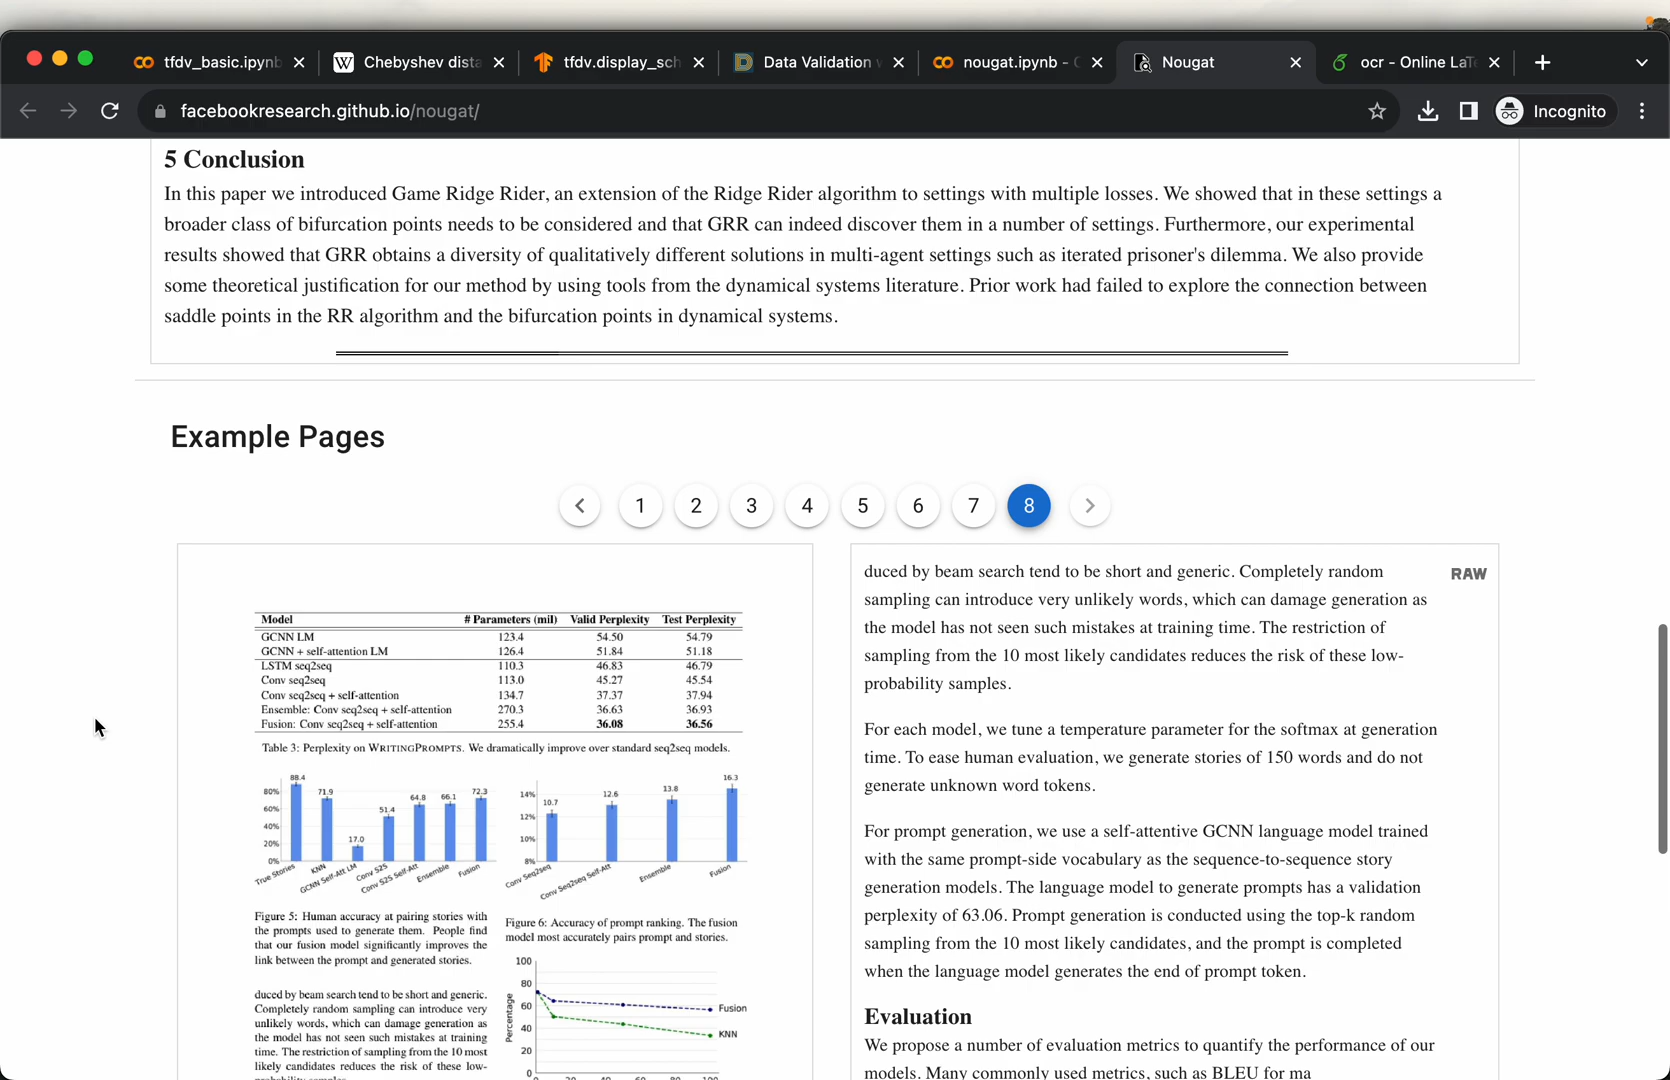 tfdv_basic.ipynb
Chebyshev dista
tfdv.display_sch
Data Validation
nougat.ipynb - C
Nougat
ocr - Online LaTe
facebookresearch.github.io/nougat/
Incognito
5 Conclusion
In this paper we introduced Game Ridge Rider, an extension of the Ridge Rider algorithm to settings with multiple losses. We showed that in these settings a
broader class of bifurcation points needs to be considered and that GRR can indeed discover them in a number of settings. Furthermore, our experimental
results showed that GRR obtains a diversity of qualitatively different solutions in multi-agent settings such as iterated prisoner's dilemma. We also provide
some theoretical justification for our method by using tools from the dynamical systems literature. Prior work had failed to explore the connection between
saddle points in the RR algorithm and the bifurcation points in dynamical systems.
Example Pages
1 2 3 4 5 6 7 8
Model # Parameters (mil) Valid Perplexity Test Perplexity
GCNN LM 123.4 54.50 54.79
GCNN + self-attention LM 126.4 51.84 51.18
LSTM seq2seq 110.3 46.83 46.79
Conv seq2seq 113.0 45.27 45.54
Conv seq2seq + self-attention 134.7 37.37 37.94
Ensemble: Conv seq2seq + self-attention 270.3 36.63 36.93
Fusion: Conv seq2seq + self-attention 255.4 36.08 36.56
Table 3: Perplexity on WRITINGPROMPTS. We dramatically improve over standard seq2seq models.
88.4
71.9
17.0
51.4
64.8
66.1
72.3
80%
60%
40%
20%
0%
True Stories
KNN
GCNN Self-Att LM
Conv S2S
Conv S2S Self-Att
Ensemble
Fusion
10.7
12.6
13.8
16.3
14%
12%
10%
8%
Conv Seq2seq
Conv Seq2seq Self-Att
Ensemble
Fusion
Figure 5: Human accuracy at pairing stories with
the prompts used to generate them. People find
that our fusion model significantly improves the
link between the prompt and generated stories.
duced by beam search tend to be short and generic.
Completely random sampling can introduce very
unlikely words, which can damage generation as
the model has not seen such mistakes at training
time. The restriction of sampling from the 10 most
likely candidates reduces the risk of these low-
Figure 6: Accuracy of prompt ranking. The fusion
model most accurately pairs prompt and stories.
100
80
60
40
20
0
Percentage
Fusion
KNN
RAW
duced by beam search tend to be short and generic. Completely random
sampling can introduce very unlikely words, which can damage generation as
the model has not seen such mistakes at training time. The restriction of
sampling from the 10 most likely candidates reduces the risk of these low-
probability samples.
For each model, we tune a temperature parameter for the softmax at generation
time. To ease human evaluation, we generate stories of 150 words and do not
generate unknown word tokens.
For prompt generation, we use a self-attentive GCNN language model trained
with the same prompt-side vocabulary as the sequence-to-sequence story
generation models. The language model to generate prompts has a validation
perplexity of 63.06. Prompt generation is conducted using the top-k random
sampling from the 10 most likely candidates, and the prompt is completed
when the language model generates the end of prompt token.
Evaluation
We propose a number of evaluation metrics to quantify the performance of our
models. Many commonly used metrics, such as BLEU for ma